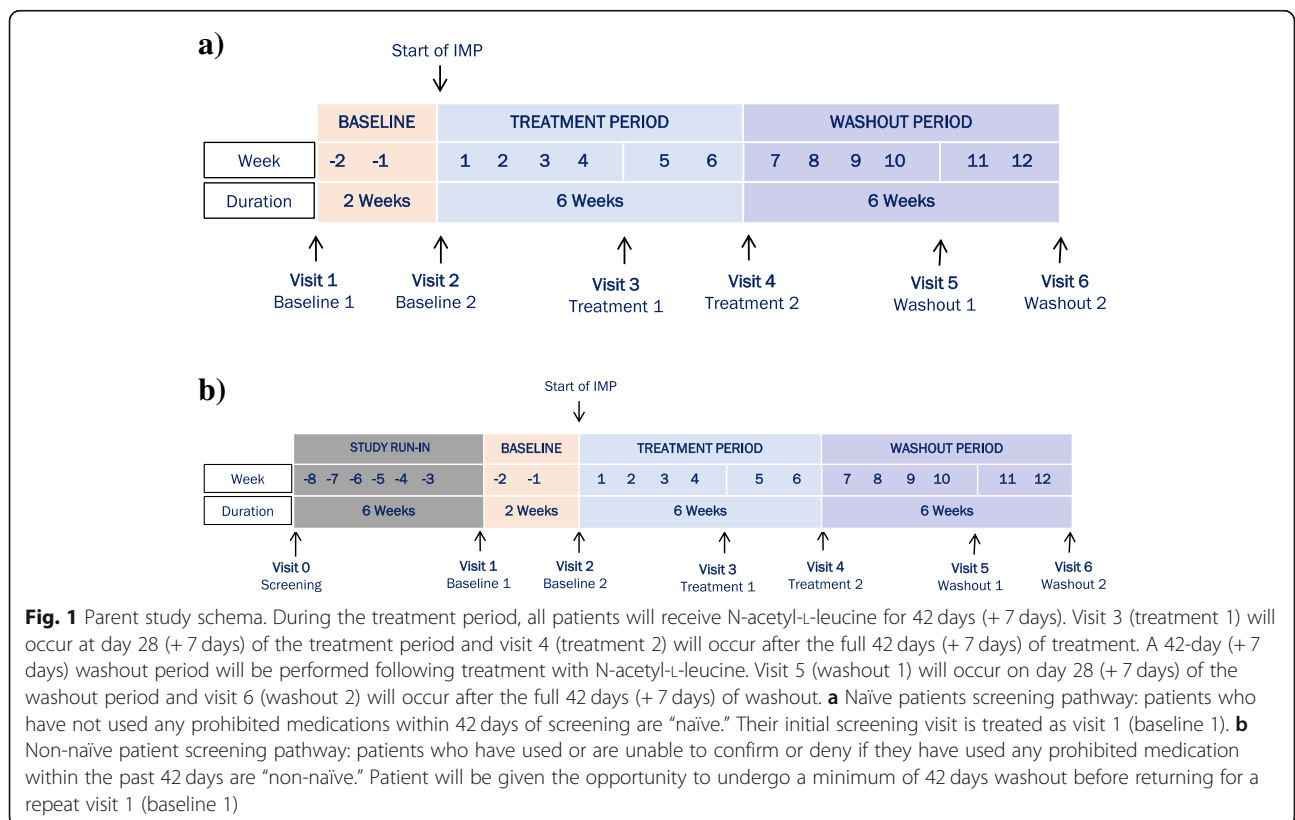 a)
Start of IMP
BASELINE TREATMENT PERIOD WASHOUT PERIOD
Week -2 -1 1 2 3 4 5 6 7 8 9 10 11 12
Duration 2 Weeks 6 Weeks 6 Weeks
Visit 1 Visit 2 Visit 3 Visit 4 Visit 5 Visit 6
Baseline 1 Baseline 2 Treatment 1 Treatment 2 Washout 1 Washout 2
b)
Start of IMP
STUDY RUN-IN BASELINE TREATMENT PERIOD WASHOUT PERIOD
Week -8 -7 -6 -5 -4 -3 -2 -1 1 2 3 4 5 6 7 8 9 10 11 12
Duration 6 Weeks 2 Weeks 6 Weeks 6 Weeks
Visit 0 Visit 1 Visit 2 Visit 3 Visit 4 Visit 5 Visit 6
Screening Baseline 1 Baseline 2 Treatment 1 Treatment 2 Washout 1 Washout 2
Fig. 1 Parent study schema. During the treatment period, all patients will receive N-acetyl-L-leucine for 42 days (+ 7 days). Visit 3 (treatment 1) will
occur at day 28 (+ 7 days) of the treatment period and visit 4 (treatment 2) will occur after the full 42 days (+ 7 days) of treatment. A 42-day (+ 7
days) washout period will be performed following treatment with N-acetyl-L-leucine. Visit 5 (washout 1) will occur on day 28 (+ 7 days) of the
washout period and visit 6 (washout 2) will occur after the full 42 days (+ 7 days) of washout. a Naïve patients screening pathway: patients who
have not used any prohibited medications within 42 days of screening are “naïve.” Their initial screening visit is treated as visit 1 (baseline 1). b
Non-naïve patient screening pathway: patients who have used or are unable to confirm or deny if they have used any prohibited medication
within the past 42 days are “non-naïve.” Patient will be given the opportunity to undergo a minimum of 42 days washout before returning for a
repeat visit 1 (baseline 1)